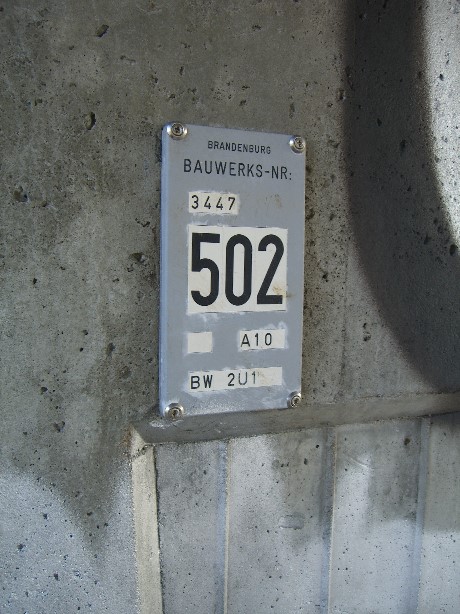 BRANDENBURG
BAUWERKS-NR:
3447
502
A10
BW 2U1